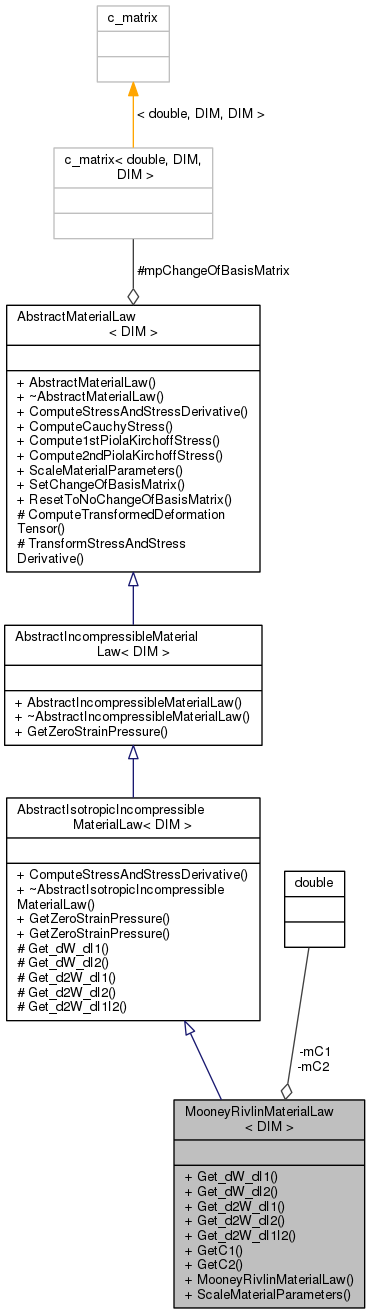 c_matrix
< double, DIM, DIM >
c_matrix< double, DIM,
DIM >
#mpChangeOfBasisMatrix
AbstractMaterialLaw
< DIM >
+ AbstractMaterialLaw()
+ ~AbstractMaterialLaw()
+ ComputeStressAndStressDerivative()
+ ComputeCauchyStress()
+ Compute1stPiolaKirchoffStress()
+ Compute2ndPiolaKirchoffStress()
+ ScaleMaterialParameters()
+ SetChangeOfBasisMatrix()
+ ResetToNoChangeOfBasisMatrix()
# ComputeTransformedDeformation
Tensor()
# TransformStressAndStress
Derivative()
AbstractIncompressibleMaterial
Law< DIM >
+ AbstractIncompressibleMaterialLaw()
+ ~AbstractIncompressibleMaterialLaw()
+ GetZeroStrainPressure()
AbstractIsotropicIncompressible
MaterialLaw< DIM >
+ ComputeStressAndStressDerivative()
+ ~AbstractIsotropicIncompressible
MaterialLaw()
+ GetZeroStrainPressure()
+ GetZeroStrainPressure()
# Get_dW_dI1()
# Get_dW_dI2()
# Get_d2W_dI1()
# Get_d2W_dI2()
# Get_d2W_dI1I2()
double
-mC1
-mC2
MooneyRivlinMaterialLaw
< DIM >
+ Get_dW_dI1()
+ Get_dW_dI2()
+ Get_d2W_dI1()
+ Get_d2W_dI2()
+ Get_d2W_dI1I2()
+ GetC1()
+ GetC2()
+ MooneyRivlinMaterialLaw()
+ ScaleMaterialParameters()